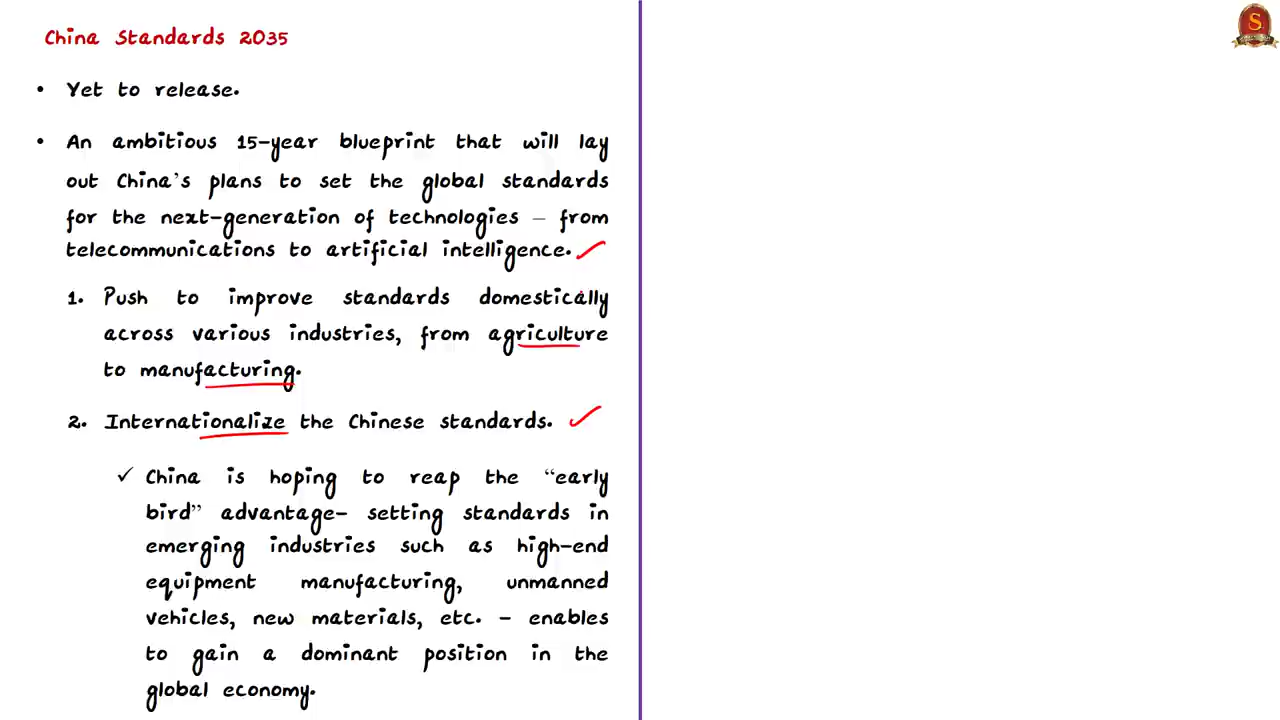 China Standards 2035
• Yet to release.
• An ambitious 15-year blueprint that will lay
out China's plans to set the global standards
for the next-generation of technologies – from
telecommunications to artificial intelligence.
1. Push to improve standards domestically
across various industries, from agriculture
to manufacturing.
2. Internationalize the Chinese standards.
✓ China is hoping to reap the “early
bird” advantage- setting standards in
emerging industries such as high-end
equipment manufacturing, unmanned
vehicles, new materials, etc. - enables
to gain a dominant position in the
global economy.
S